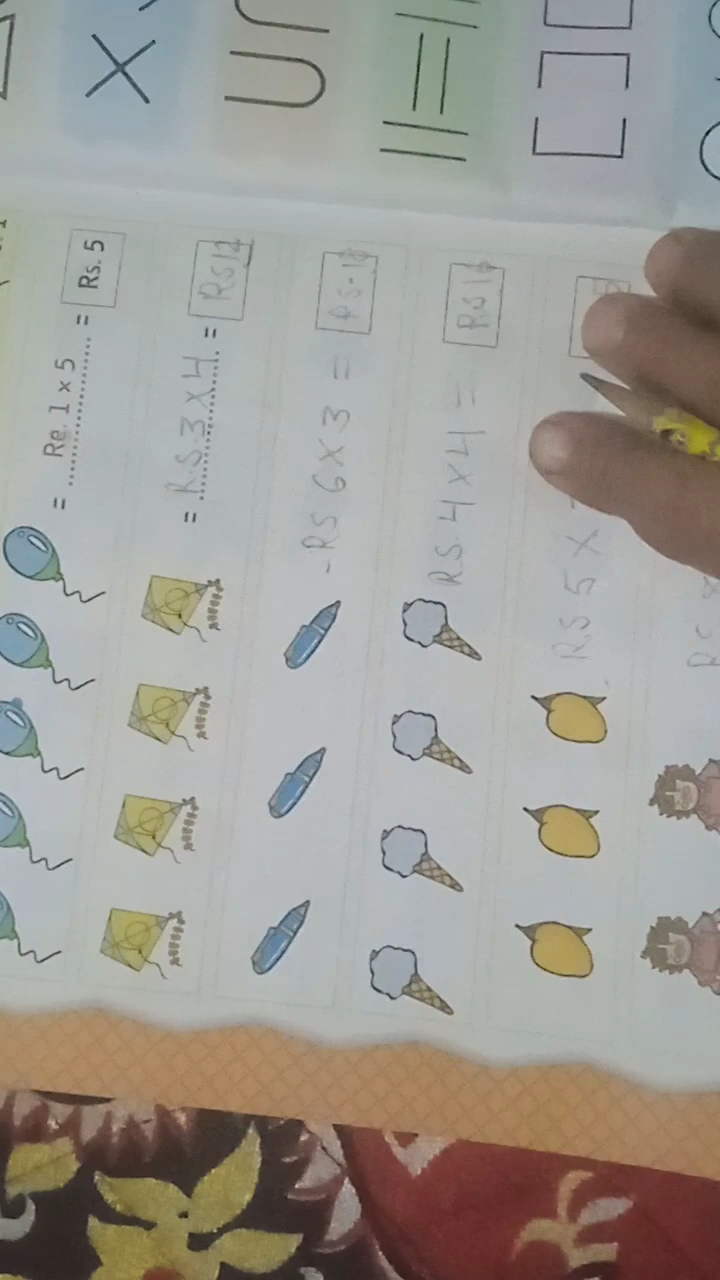 = Re. 1 x 5 = Rs. 5
= RS 3 X 4 = RS 12
RS 6 X 3 =
RS 4 X 4 =
RS 5 X